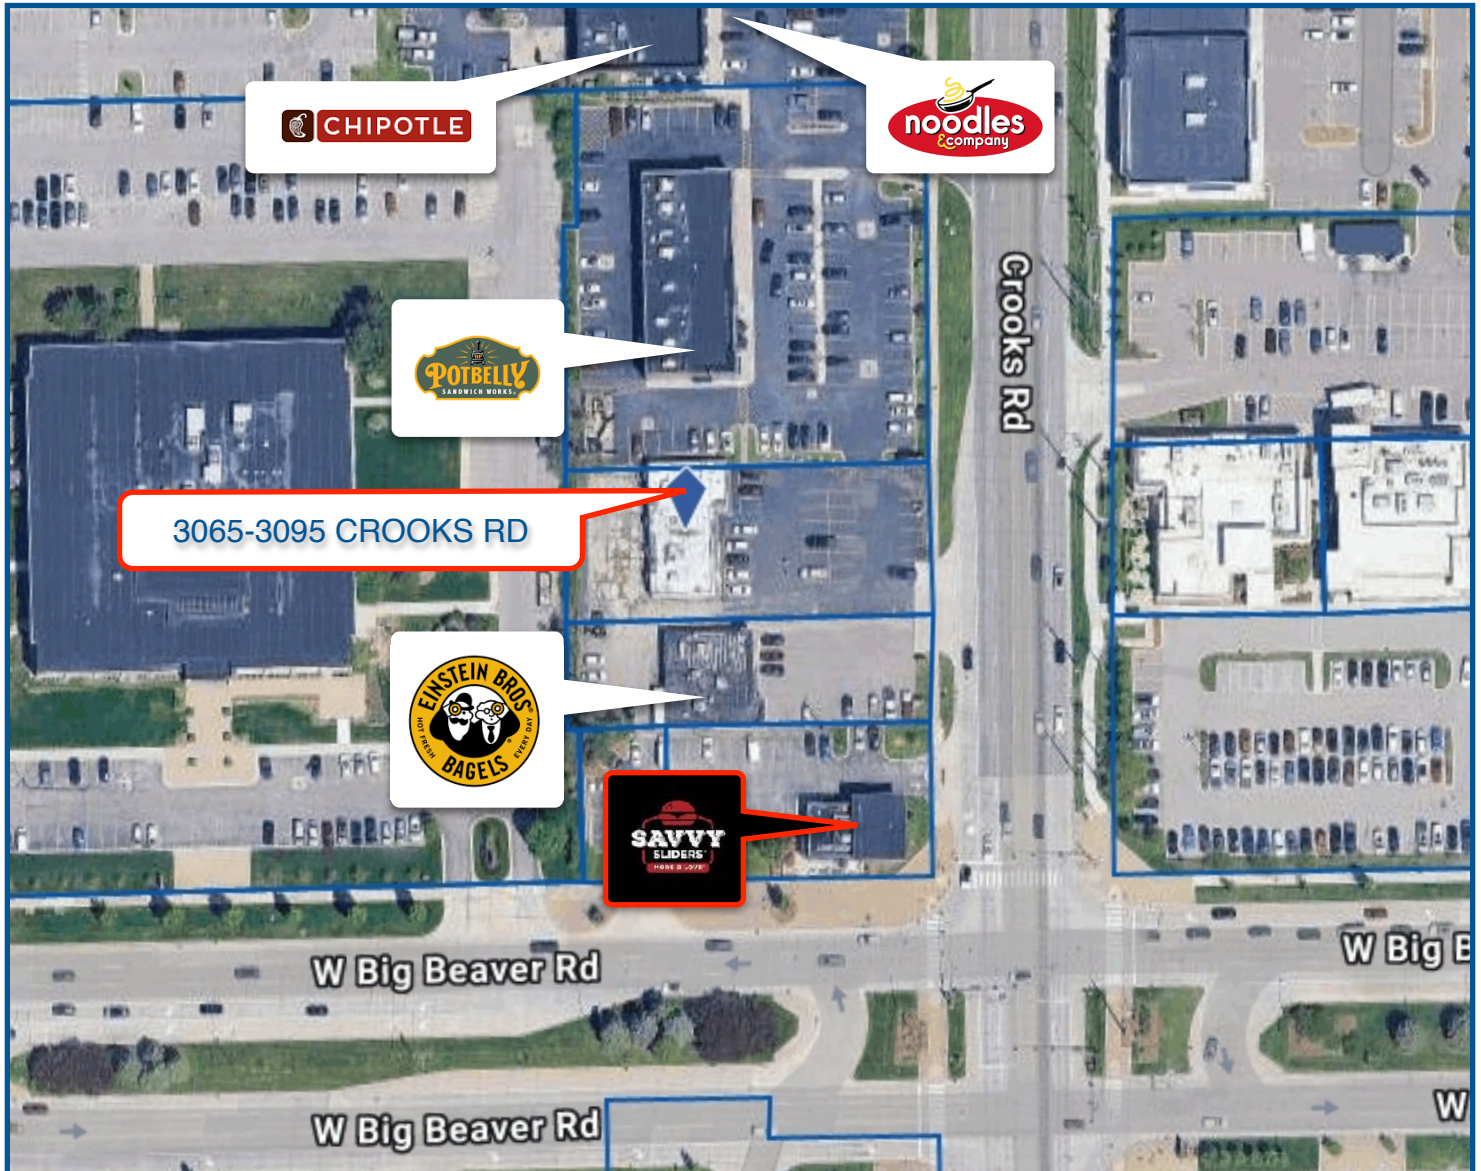 CHIPOTLE
noodles
&company
Crooks Rd
POTBELLY
SANDWICH WORKS
3065-3095 CROOKS RD
EINSTEIN BROS
HOT FRESH
EVERY DAY
BAGELS
SAVVY
SLIDERS
W Big Beaver Rd
W Big B
W Big Beaver Rd
W